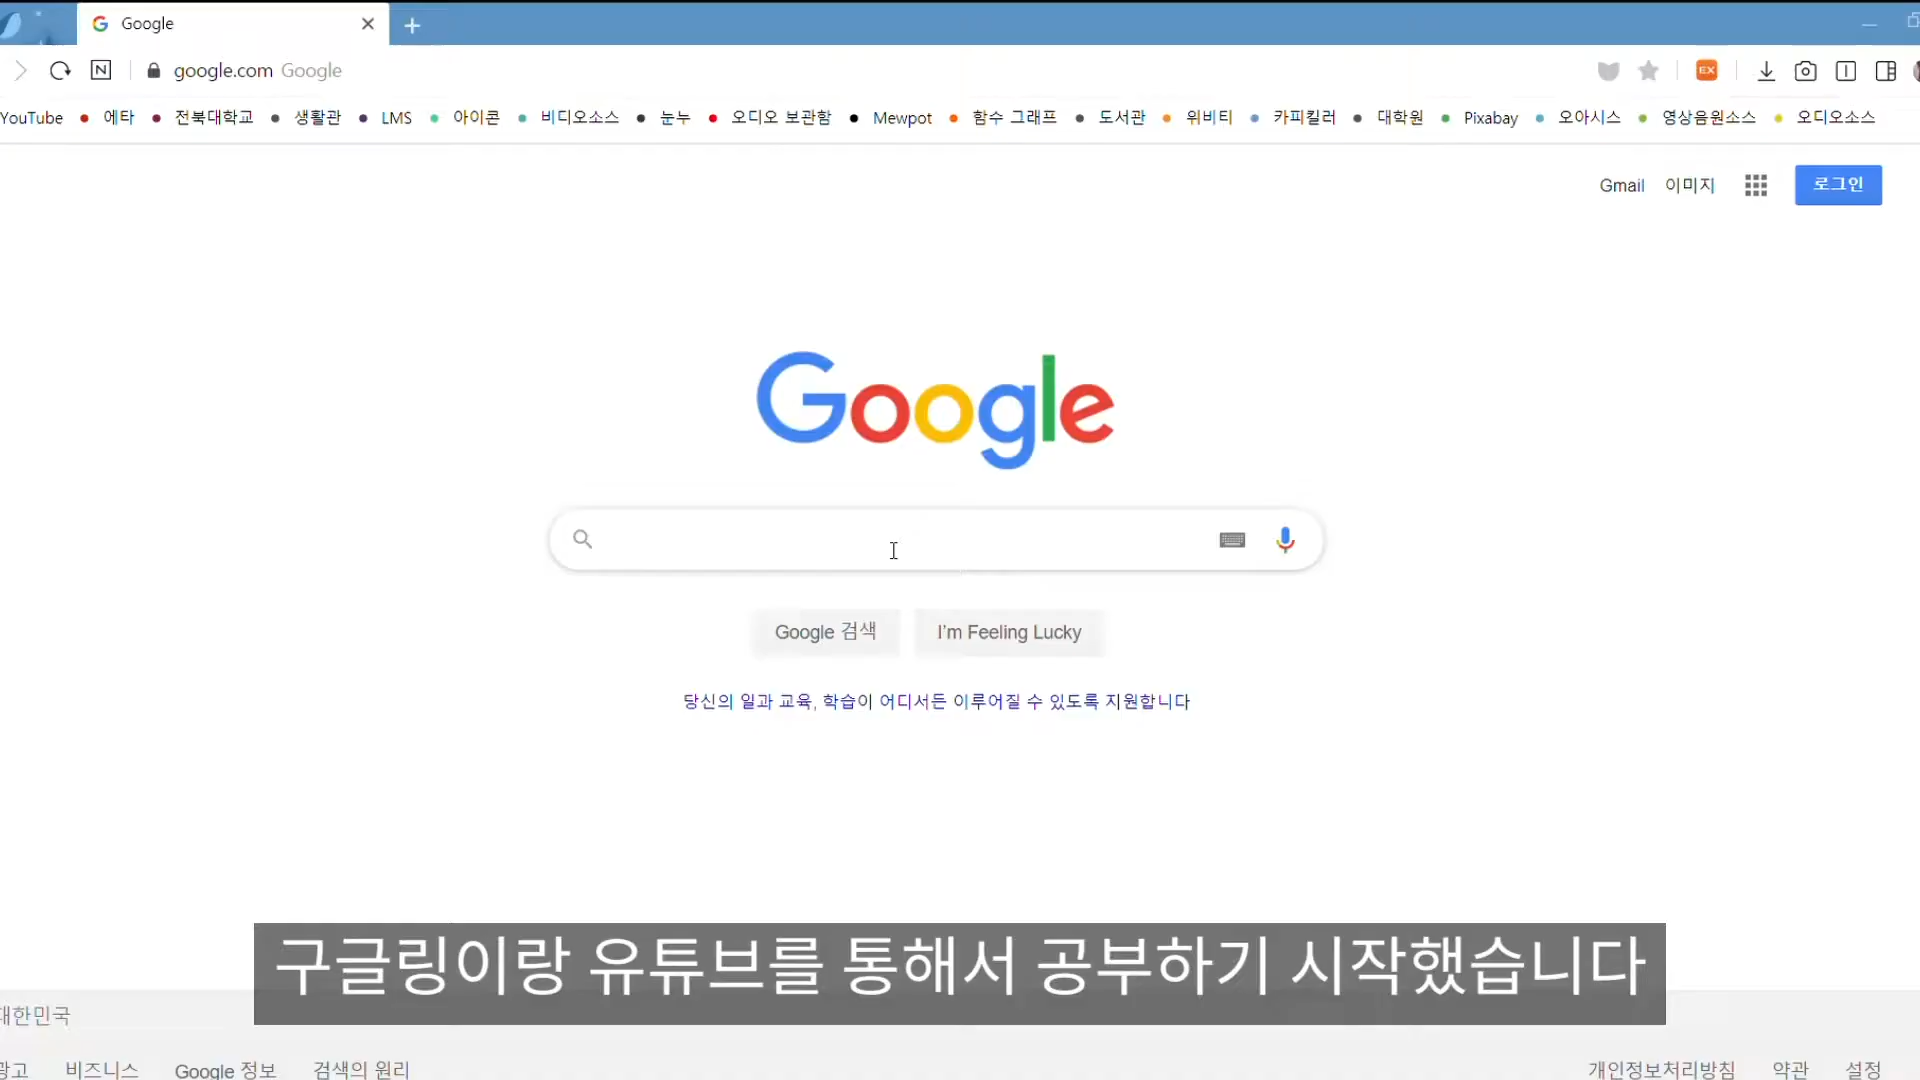 Google
google.com Google
YouTube 에타 전북대학교 생활관 LMS 아이콘 비디오소스 눈누 오디오 보관함 Mewpot 함수 그래프 도서관 위비티 카피킬러 대학원 Pixabay 오아시스 영상음원소스 오디오소스
Gmail 이미지 로그인
Google
Google 검색 I'm Feeling Lucky
당신의 일과 교육, 학습이 어디서든 이루어질 수 있도록 지원합니다
구글링이랑 유튜브를 통해서 공부하기 시작했습니다
대한민국
광고 비즈니스 Google 정보 검색의 원리 개인정보처리방침 약관 설정